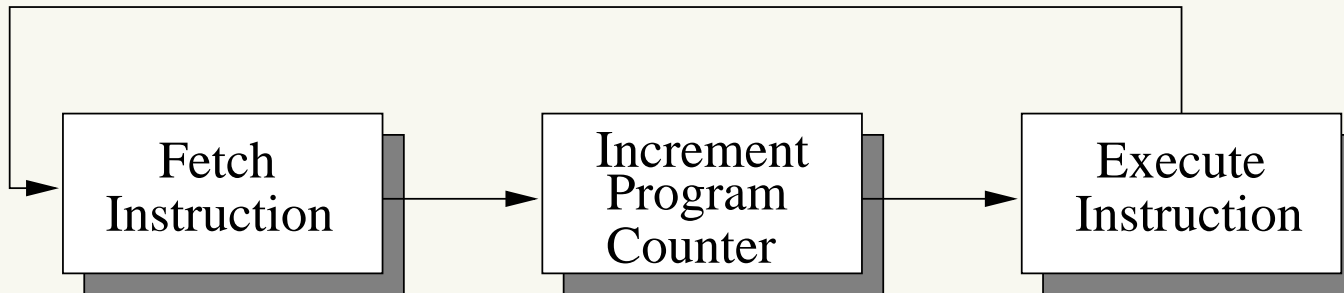 Fetch
Instruction
Increment
Program
Counter
Execute
Instruction